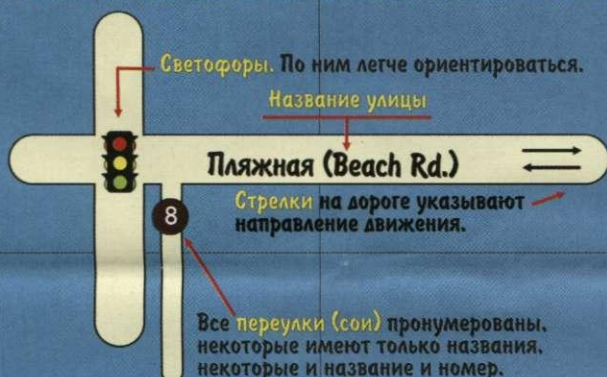 Светофоры. По ним легче ориентироваться.
Название улицы
Пляжная (Beach Rd.)
Стрелки на дороге указывают
направление движения.
8
Все переулки (сои) пронумерованы,
некоторые имеют только названия,
некоторые и название и номер.